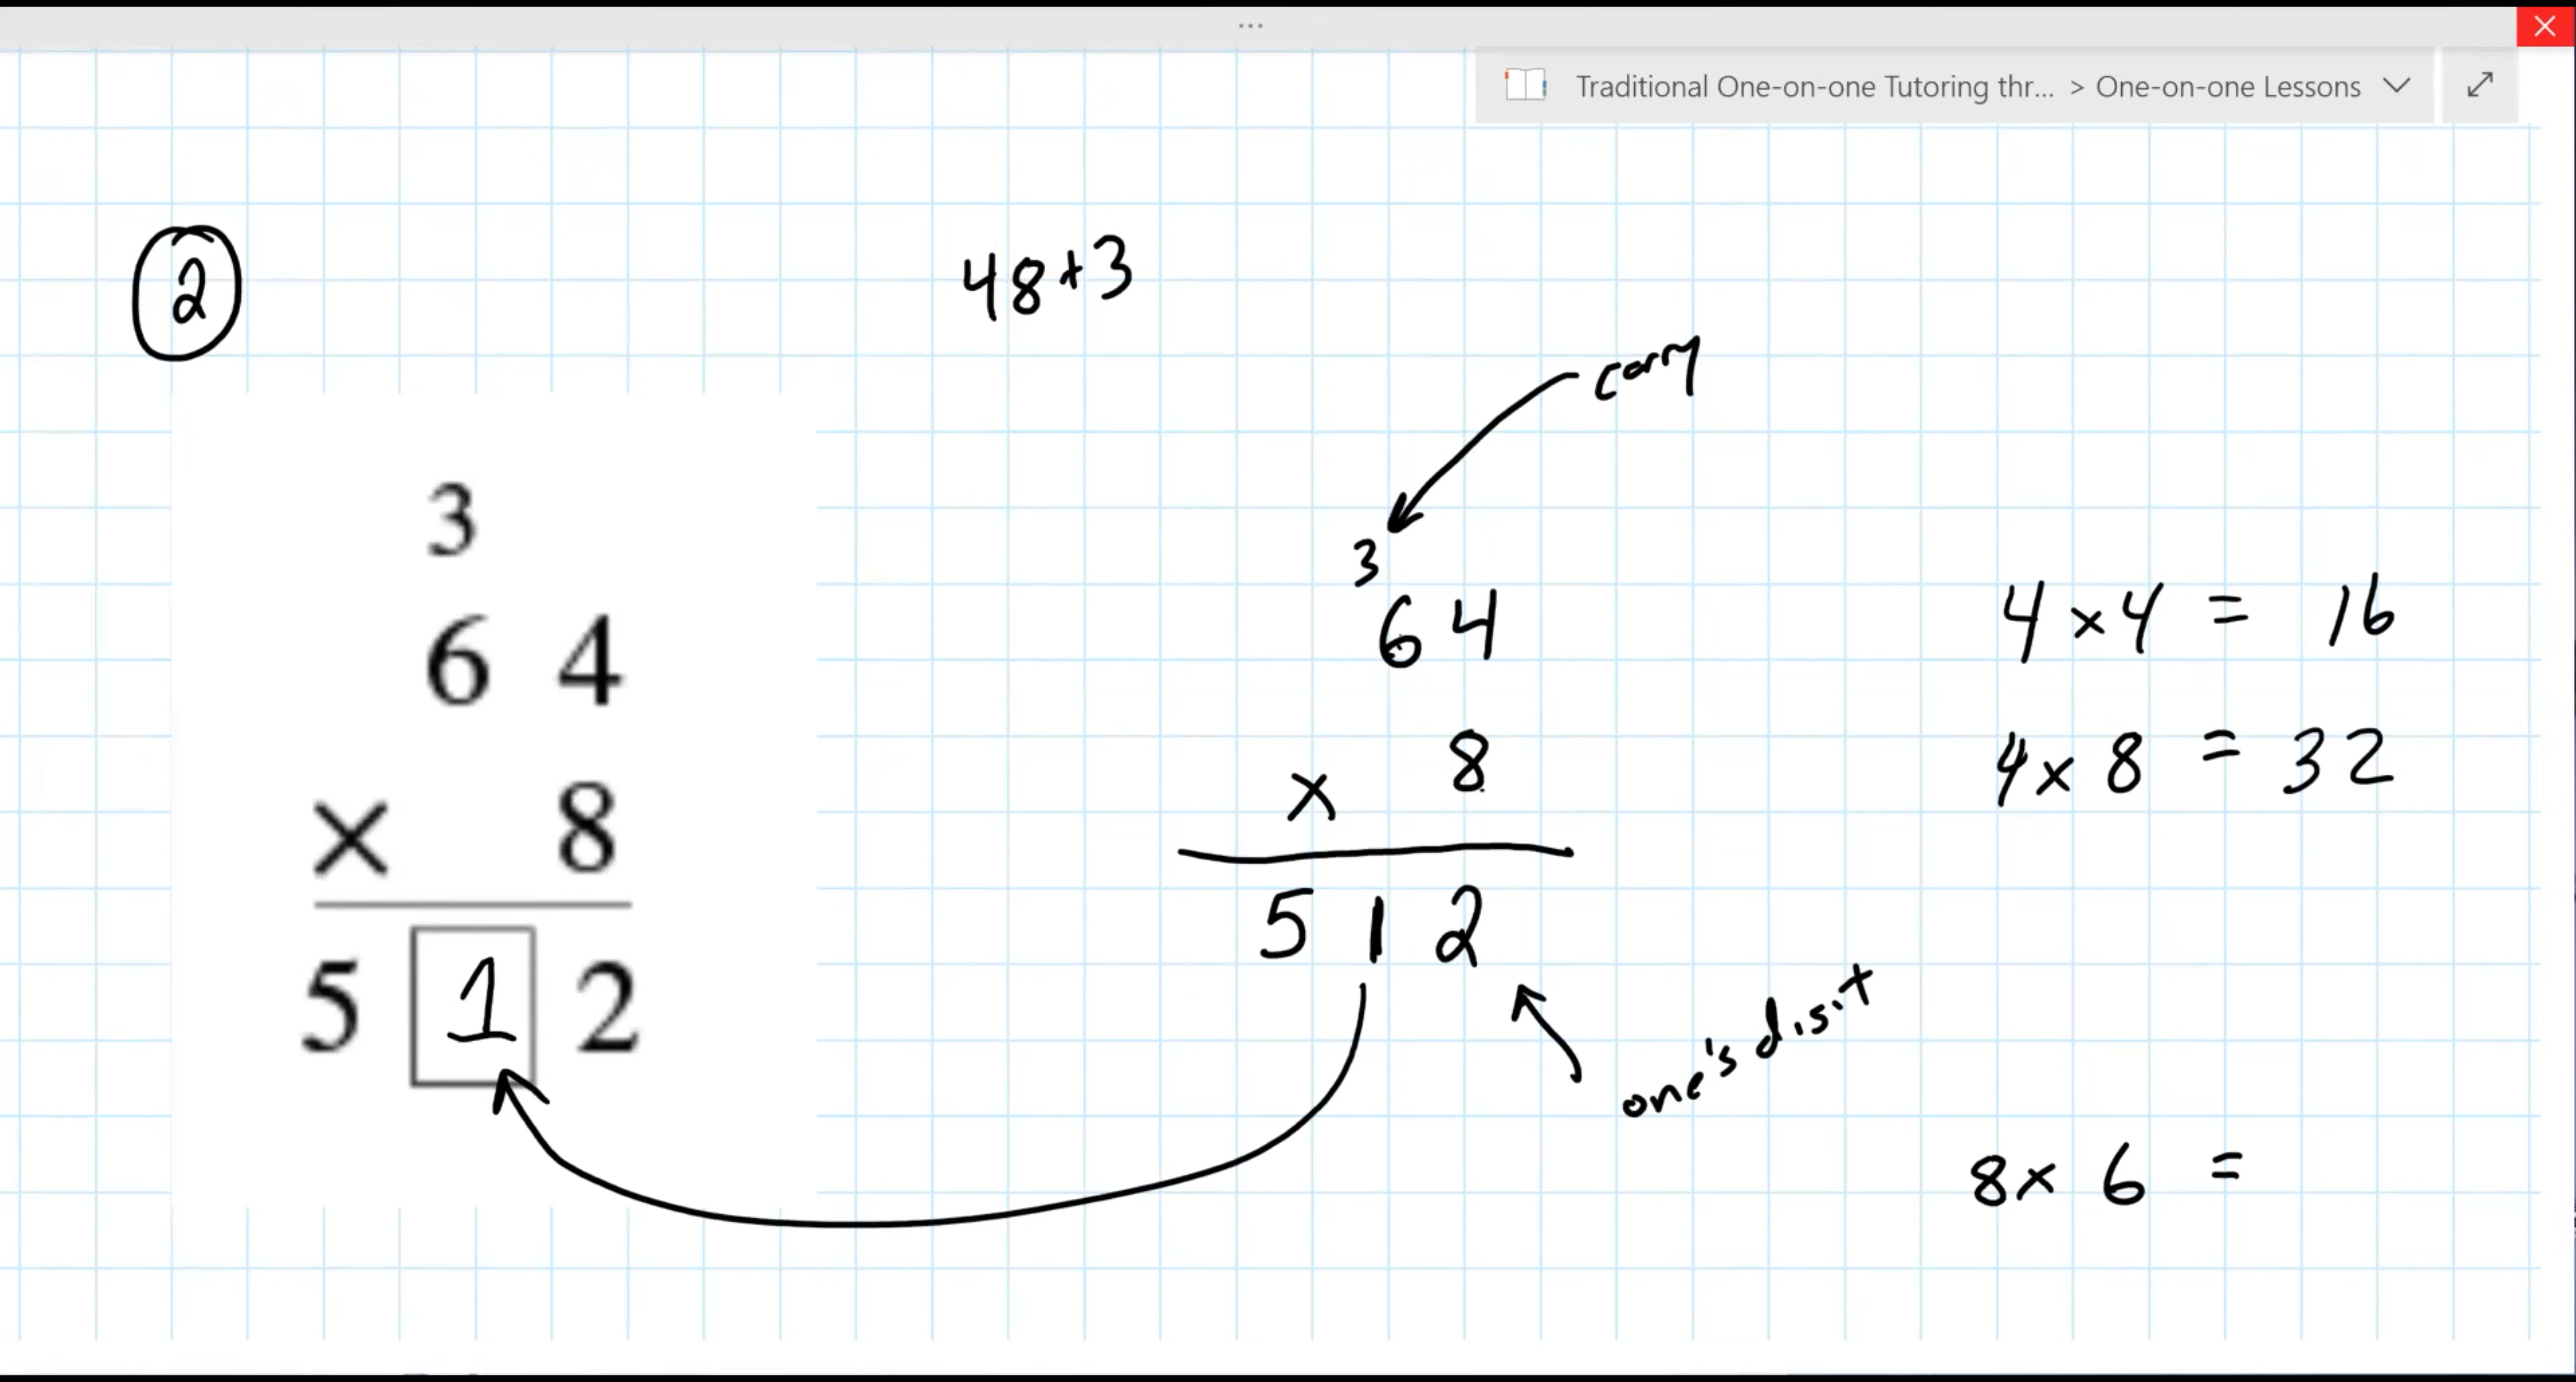 ...
Traditional One-on-one Tutoring thr... > One-on-one Lessons
2
48+3
carry
3
6 4
× 8
5 1 2
3
64
× 8
512
one's digit
4×4 = 16
4×8 = 32
8×6 =